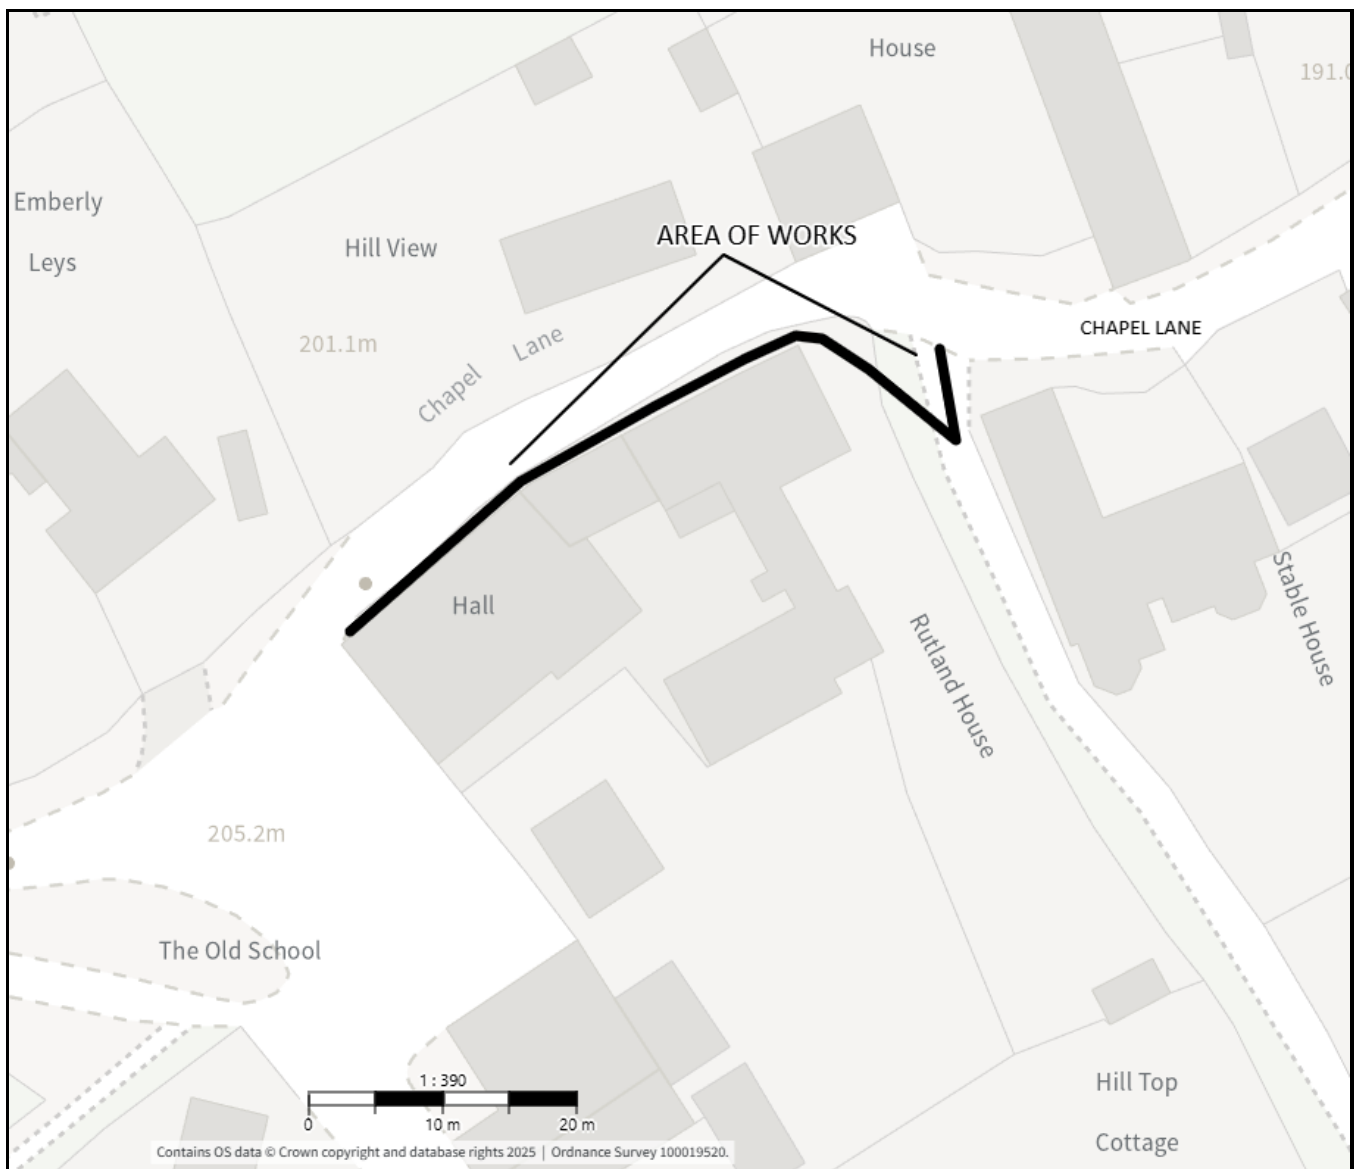 House
191.0
Emberly
Leys
Hill View
AREA OF WORKS
201.1m
Chapel Lane
CHAPEL LANE
Hall
Rutland House
Stable House
205.2m
The Old School
1 : 390
0 10 m 20 m
Hill Top
Cottage
Contains OS data © Crown copyright and database rights 2025 | Ordnance Survey 100019520.